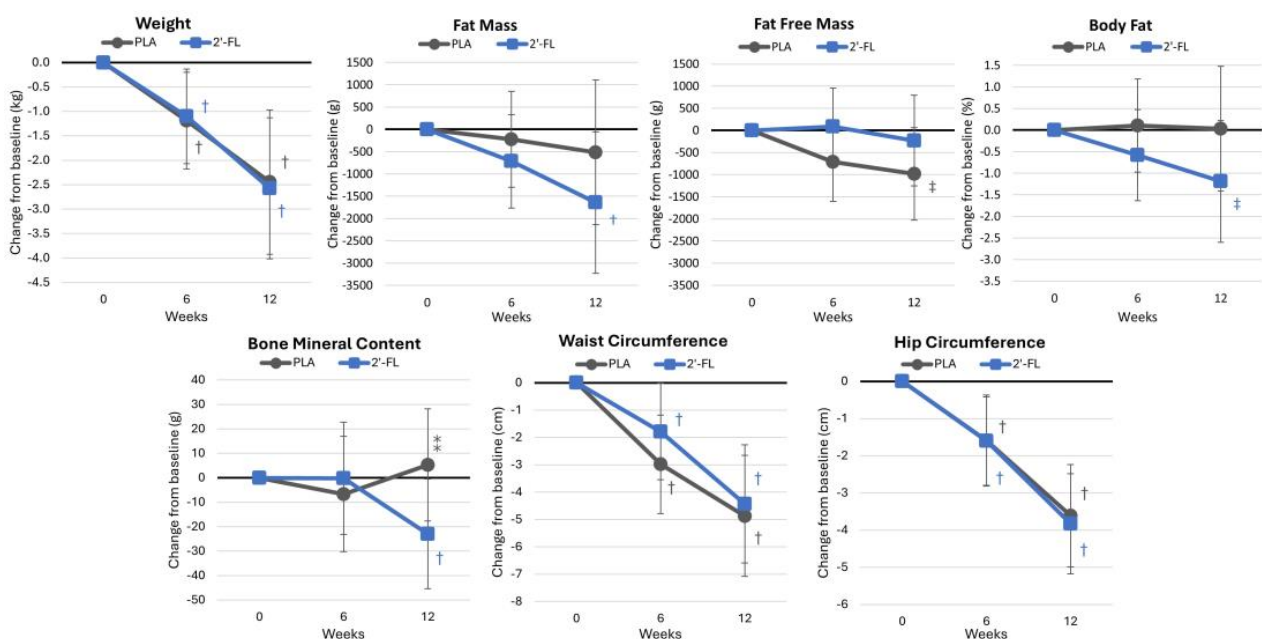 Weight
PLA 2'-FL
Change from baseline (kg)
0.0
-0.5
-1.0
-1.5
-2.0
-2.5
-3.0
-3.5
-4.0
-4.5
†
†
†
†
0 6 12
Weeks
Fat Mass
PLA 2'-FL
Change from baseline (g)
1500
1000
500
0
-500
-1000
-1500
-2000
-2500
-3000
-3500
†
0 6 12
Weeks
Fat Free Mass
PLA 2'-FL
Change from baseline (g)
1500
1000
500
0
-500
-1000
-1500
-2000
-2500
-3000
-3500
‡
0 6 12
Weeks
Body Fat
PLA 2'-FL
Change from baseline (%)
1.5
1.0
0.5
0.0
-0.5
-1.0
-1.5
-2.0
-2.5
-3.0
-3.5
‡
0 6 12
Weeks
Bone Mineral Content
PLA 2'-FL
Change from baseline (g)
40
30
20
10
0
-10
-20
-30
-40
-50
**
†
0 6 12
Weeks
Waist Circumference
PLA 2'-FL
Change from baseline (cm)
0
-1
-2
-3
-4
-5
-6
-7
-8
†
†
†
†
0 6 12
Weeks
Hip Circumference
PLA 2'-FL
Change from baseline (cm)
0
-1
-2
-3
-4
-5
-6
†
†
†
†
0 6 12
Weeks